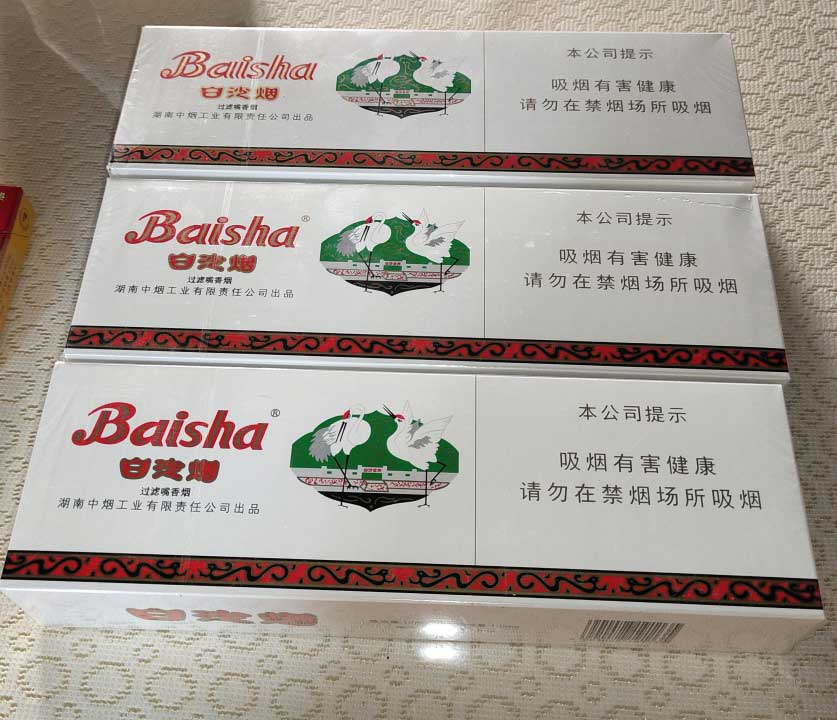 Baisha
白沙烟
过滤嘴香烟
湖南中烟工业有限责任公司出品
本公司提示
吸烟有害健康
请勿在禁烟场所吸烟
Baisha®
白沙烟
过滤嘴香烟
湖南中烟工业有限责任公司出品
本公司提示
吸烟有害健康
请勿在禁烟场所吸烟
Baisha®
白沙烟
过滤嘴香烟
湖南中烟工业有限责任公司出品
本公司提示
吸烟有害健康
请勿在禁烟场所吸烟
白沙烟